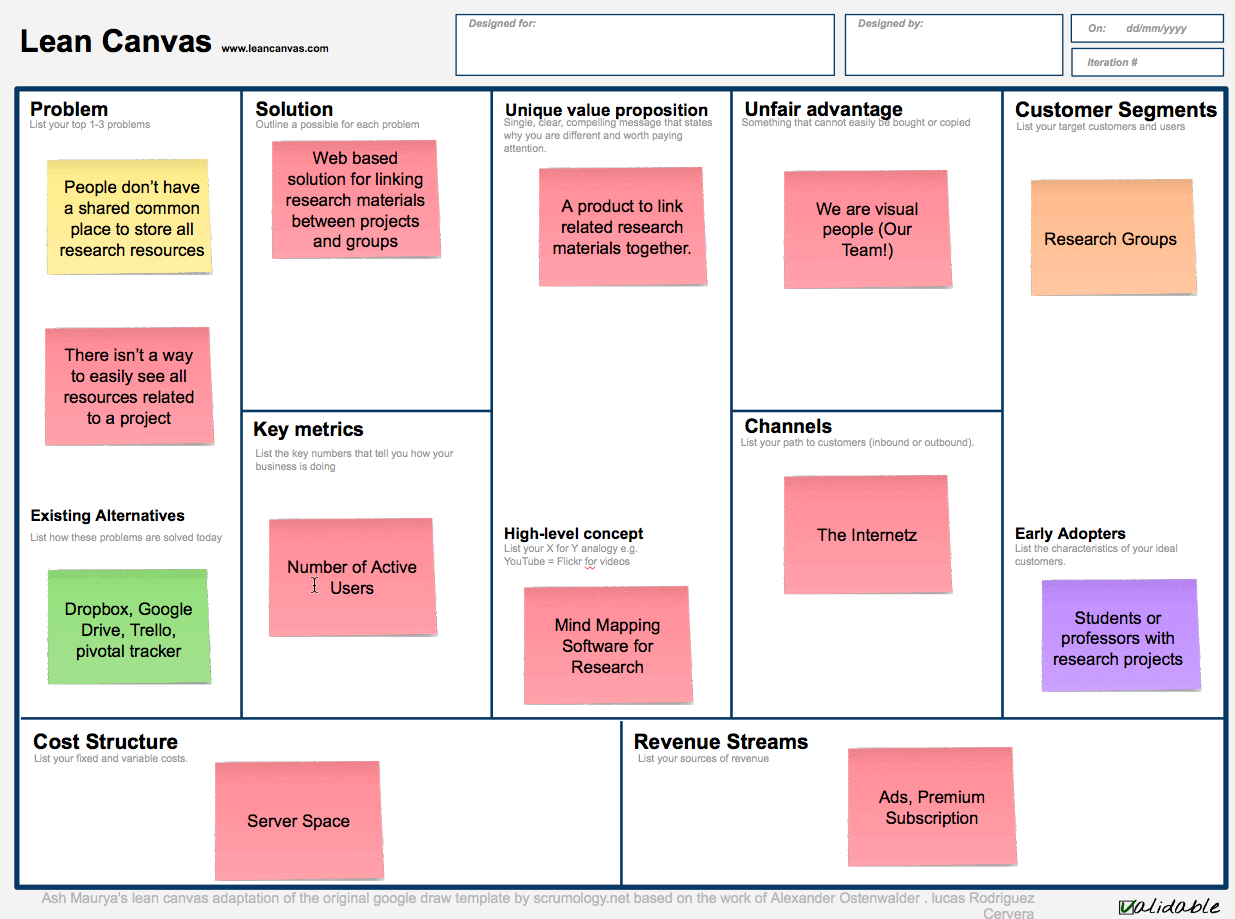 Lean Canvas www.leancanvas.com
Designed for:
Designed by:
On: dd/mm/yyyy
Iteration #
Problem
List your top 1-3 problems
People don't have
a shared common
place to store all
research resources
There isn't a way
to easily see all
resources related
to a project
Existing Alternatives
List how these problems are solved today
Dropbox, Google
Drive, Trello,
pivotal tracker
Solution
Outline a possible for each problem
Web based
solution for linking
research materials
between projects
and groups
Key metrics
List the key numbers that tell you how your
business is doing
Number of Active
Users
Unique value proposition
Single, clear, compelling message that states
why you are different and worth paying
attention.
A product to link
related research
materials together.
High-level concept
List your X for Y analogy e.g.
YouTube = Flickr for videos
Mind Mapping
Software for
Research
Unfair advantage
Something that cannot easily be bought or copied
We are visual
people (Our
Team!)
Channels
List your path to customers (inbound or outbound).
The Internetz
Customer Segments
List your target customers and users
Research Groups
Early Adopters
List the characteristics of your ideal
customers.
Students or
professors with
research projects
Cost Structure
List your fixed and variable costs.
Server Space
Revenue Streams
List your sources of revenue
Ads, Premium
Subscription
Ash Maurya's lean canvas adaptation of the original google draw template by scrumology.net based on the work of Alexander Ostenwalder . lucas Rodriguez
Cervera
Validable